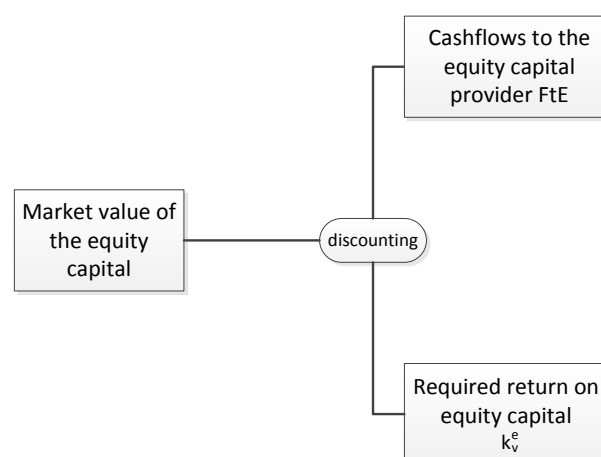 Cashflows to the
equity capital
provider FtE
Market value of
the equity
capital
discounting
Required return on
equity capital
k_v^e